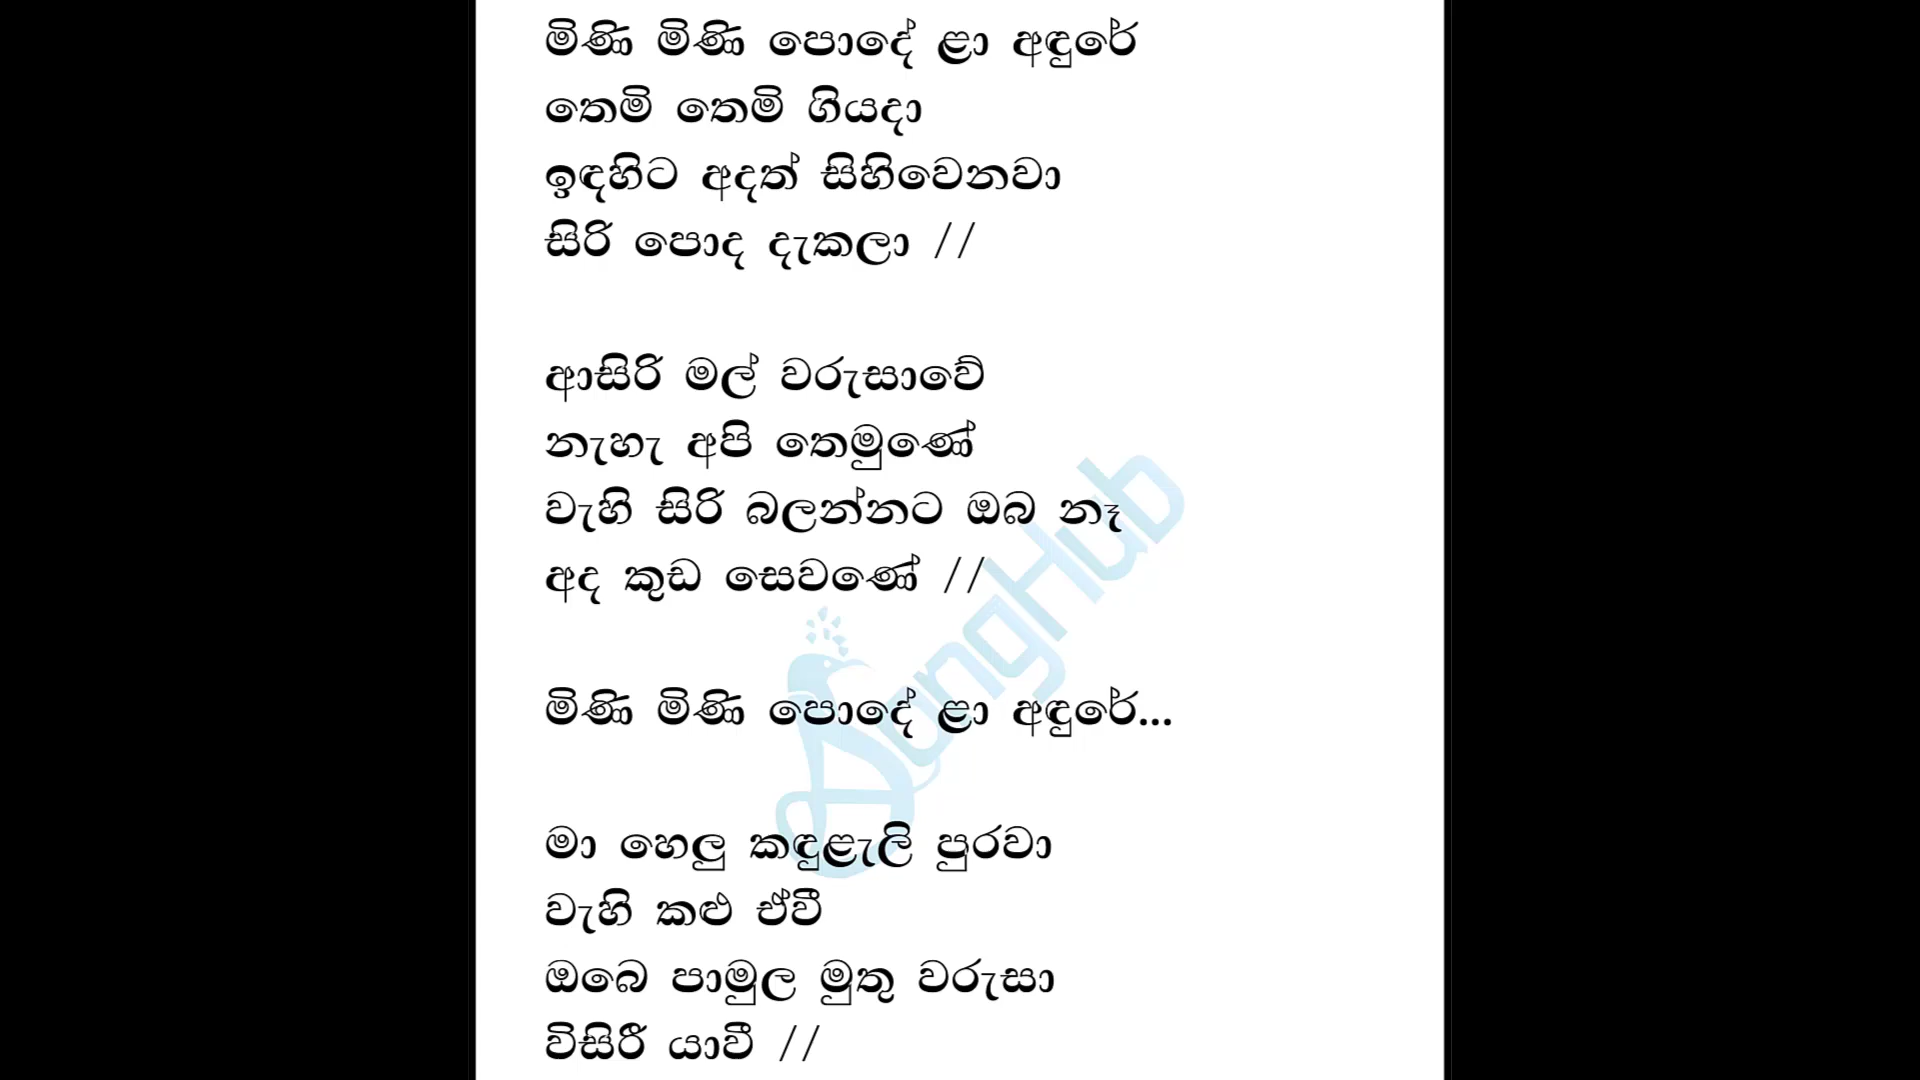 මිණි මිණි පොදේ ළා අඳුරේ
තෙමි තෙමි ගියදා
ඉඳහිට අදත් සිහිවෙනවා
සිරි පොද දැකලා //
ආසිරි මල් වරුසාවේ
නැහැ අපි තෙමුණේ
වැහි සිරි බලන්නට ඔබ නෑ
අද කුඩ සෙවණේ //
මිණි මිණි පොදේ ළා අඳුරේ...
මා හෙලු කඳුළැලි පුරවා
වැහි කළු ඒවී
ඔබෙ පාමුල මුතු වරුසා
විසිරී යාවී //
SongHub